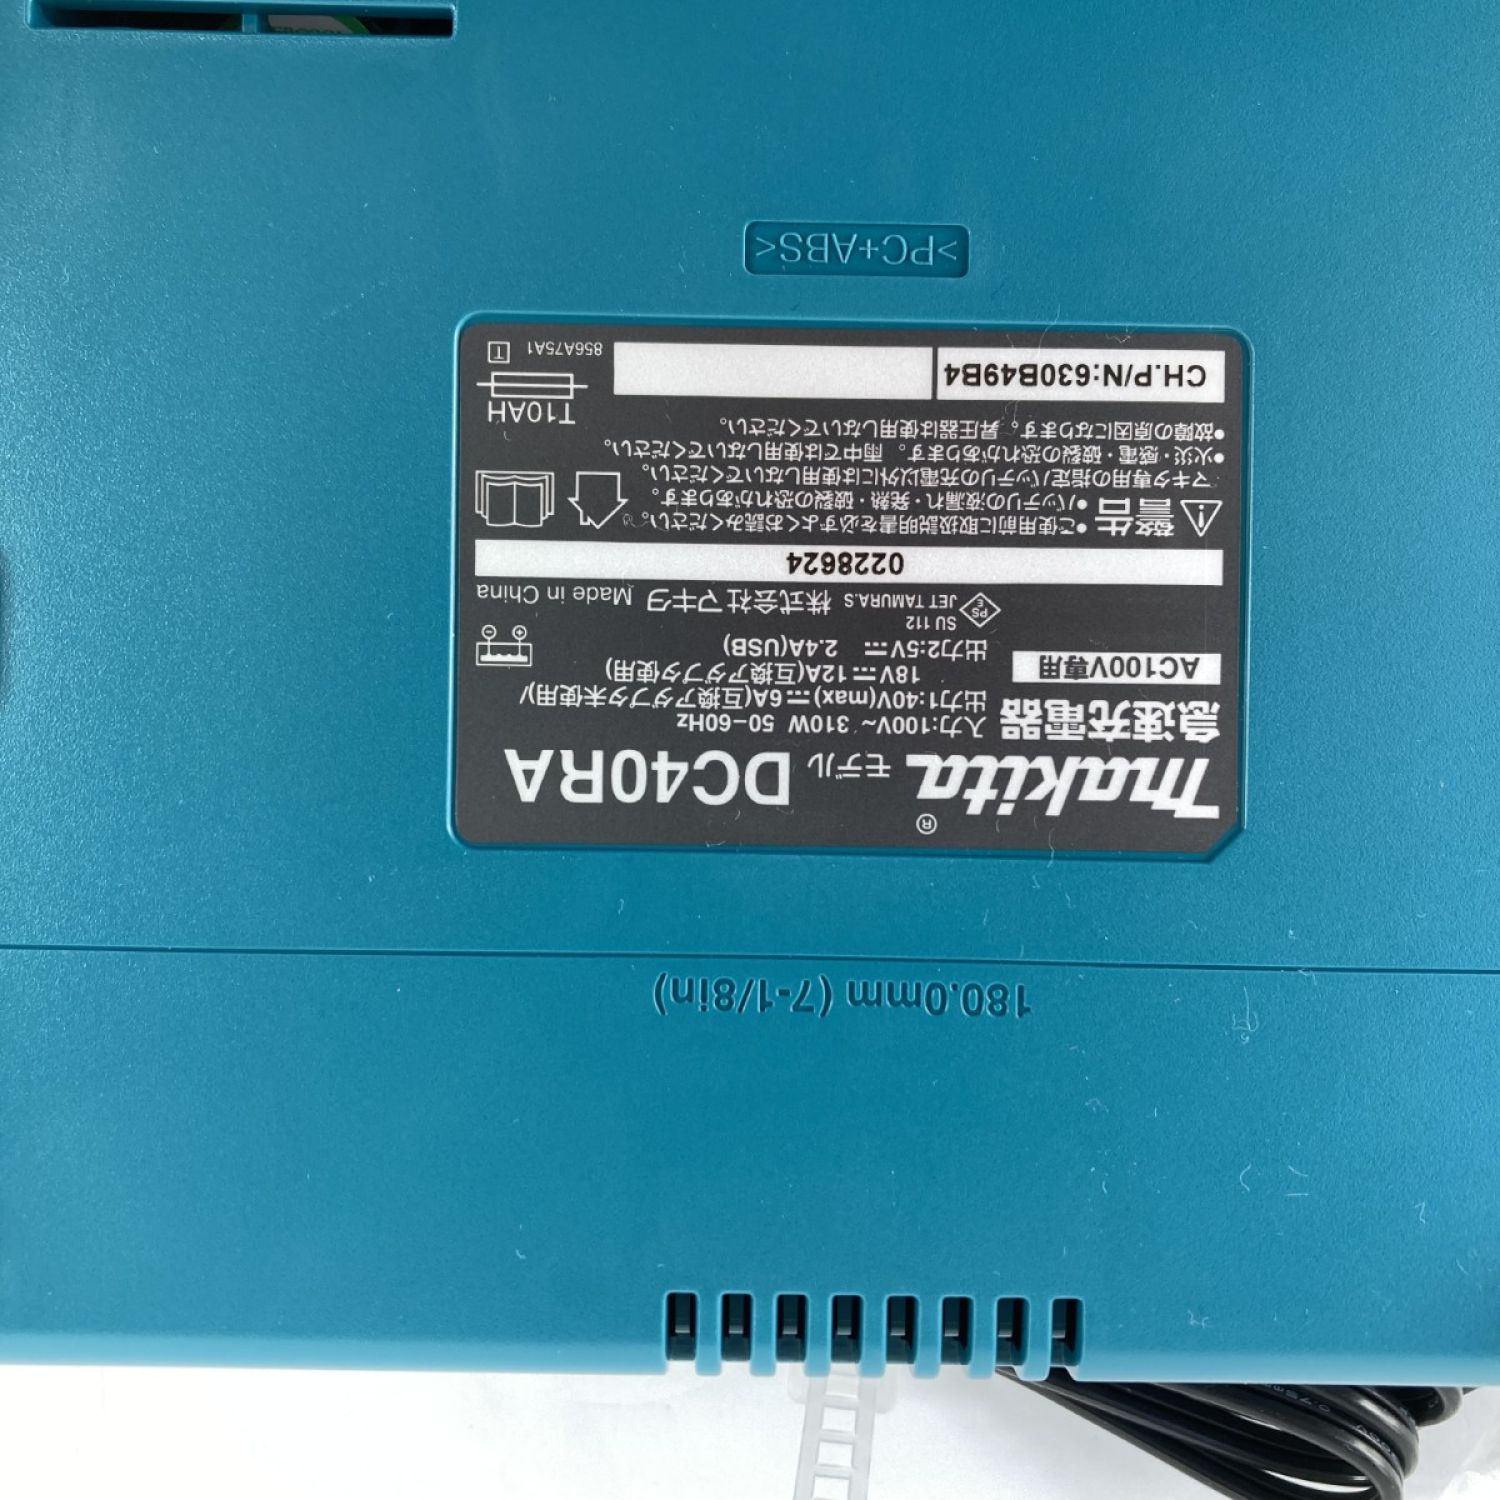 180.0mm (7-1/8in)
makita® モデル DC40RA
急速充電器
AC100V専用
入力:100V~ 310W 50-60Hz
出力1:40V(max)⎓6A(互換アダプタ未使用)/
18V⎓12A(互換アダプタ使用)
出力2:5V⎓ 2.4A(USB)
PS
E
SU 112
JET TAMURA.S
株式会社マキタ Made in China
0228624
警告
●ご使用前に取扱説明書を必ずよくお読みください。
●バッテリの液漏れ・発熱・破裂の恐れがあります。
マキタ専用の指定バッテリの充電以外には使用しないでください。
●火災・感電・破裂の恐れがあります。雨中では使用しないでください。
●故障の原因になります。昇圧器は使用しないでください。
T10AH
CH.P/N:630B49B4
856A75A1 T
>PC+ABS<